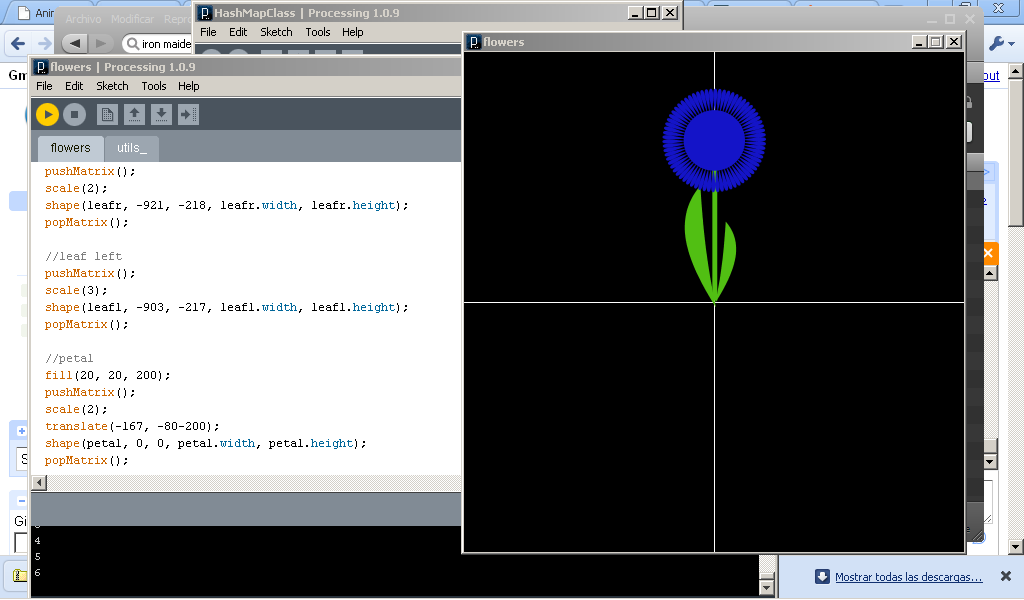 Anir
HashMapClass | Processing 1.0.9
Archivo Modificar Repro
File Edit Sketch Tools Help
iron maide
flowers
flowers | Processing 1.0.9
Gm
out
File Edit Sketch Tools Help
flowers utils_
pushMatrix();
scale(2);
shape(leafr, -921, -218, leafr.width, leafr.height);
popMatrix();
//leaf left
pushMatrix();
scale(3);
shape(leafl, -903, -217, leafl.width, leafl.height);
popMatrix();
//petal
fill(20, 20, 200);
pushMatrix();
scale(2);
translate(-167, -80-200);
shape(petal, 0, 0, petal.width, petal.height);
popMatrix();
S
Gi
4
5
6
Mostrar todas las descargas...